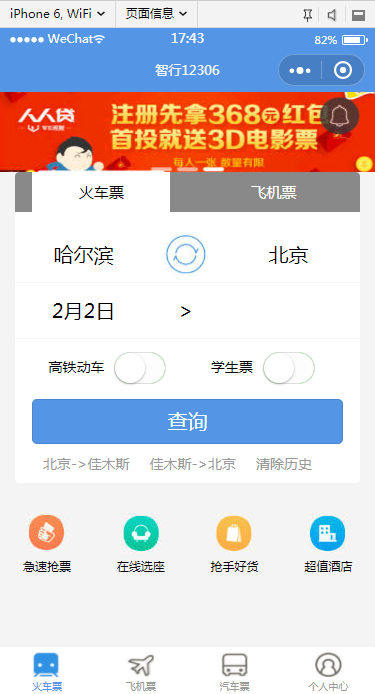 iPhone 6, WiFi 页面信息
WeChat 17:43 82%
智行12306
人人贷 注册先拿368元红包
WE.COM 首投就送3D电影票
每人一张 数量有限
火车票 飞机票
哈尔滨 北京
2月2日 >
高铁动车 学生票
查询
北京->佳木斯 佳木斯->北京 清除历史
急速抢票 在线选座 抢手好货 超值酒店
火车票 飞机票 汽车票 个人中心